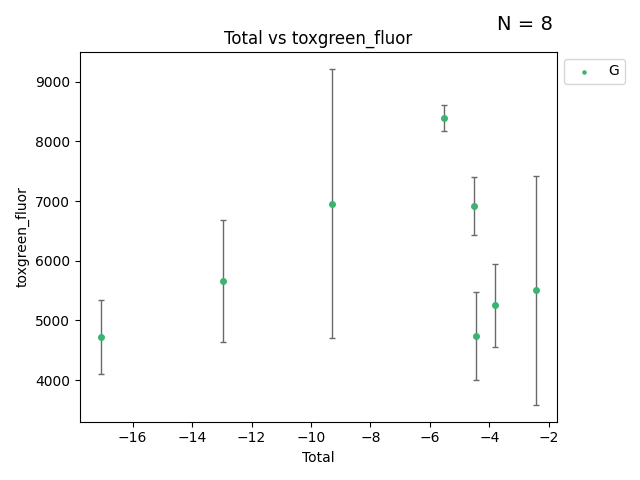 N = 8
Total vs toxgreen_fluor
G
toxgreen_fluor
9000
8000
7000
6000
5000
4000
−16 −14 −12 −10 −8 −6 −4 −2
Total